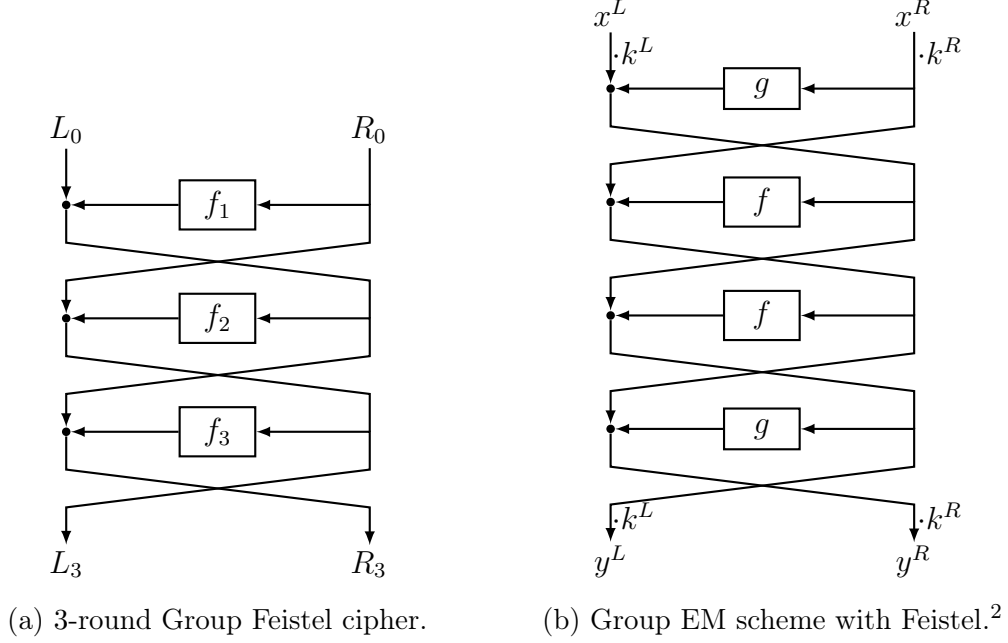 x^L x^R
·k^L ·k^R
g
L_0 R_0
f
f_1
f_2
f
f_3
g
·k^L ·k^R
L_3 R_3 y^L y^R
(a) 3-round Group Feistel cipher. (b) Group EM scheme with Feistel.²